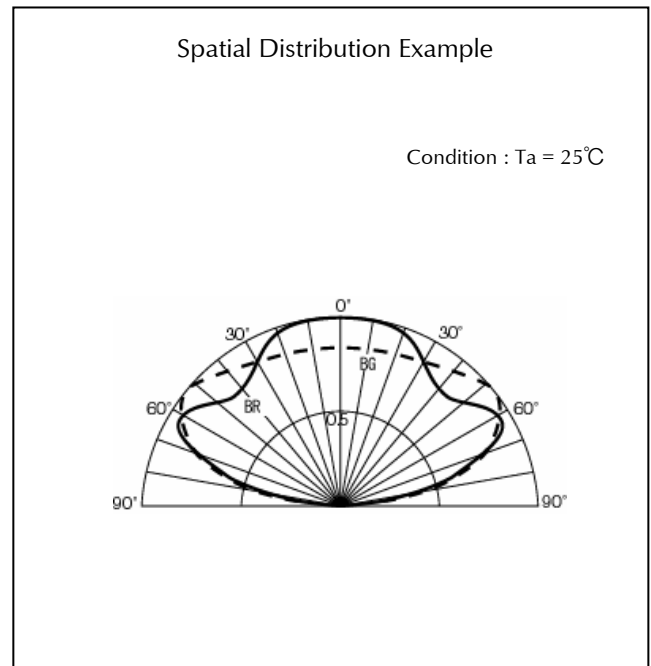 Spatial Distribution Example
Condition : Ta = 25℃
0°
30° 30°
BG
60° BR 60°
0.5
90° 90°